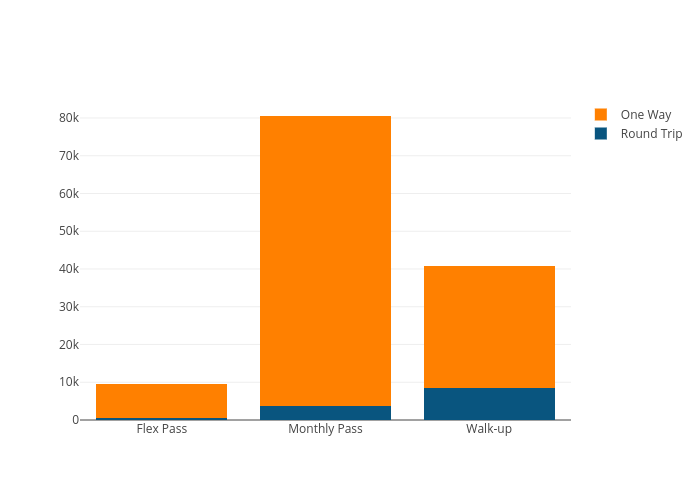 80k
70k
60k
50k
40k
30k
20k
10k
0
Flex Pass
Monthly Pass
Walk-up
One Way
Round Trip